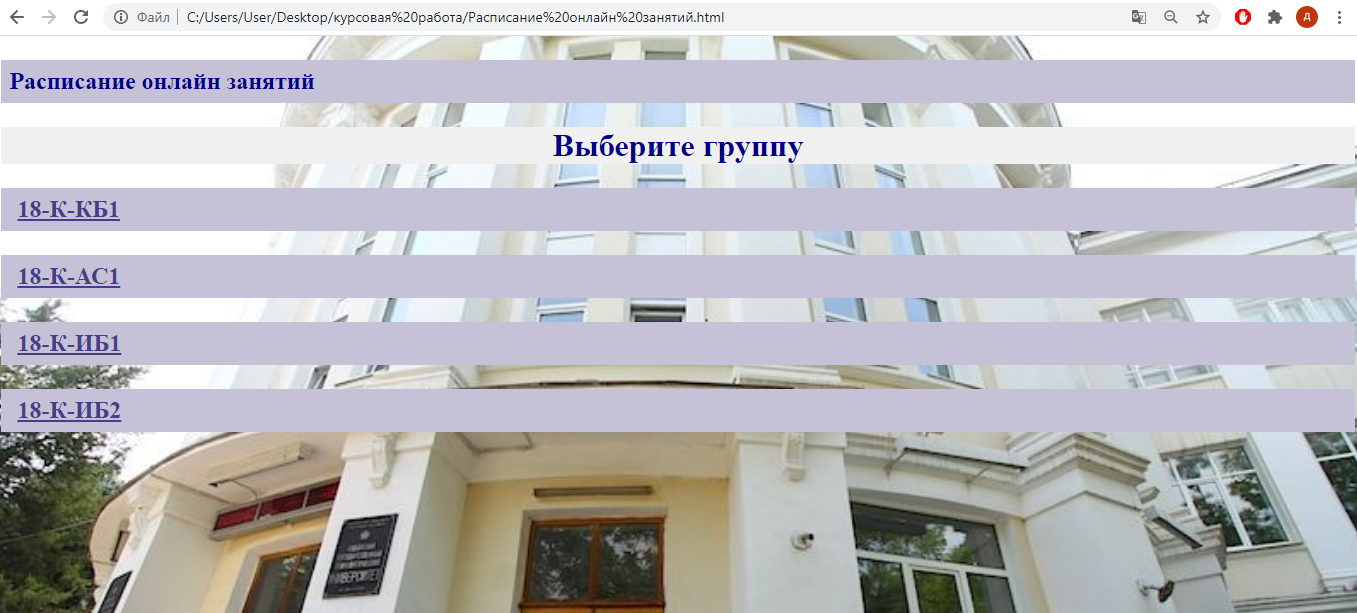 Файл C:/Users/User/Desktop/курсовая%20работа/Расписание%20онлайн%20занятий.html
Д
Расписание онлайн занятий
Выберите группу
18-К-КБ1
18-К-АС1
18-К-ИБ1
18-К-ИБ2
УНИВЕРСИТЕТ